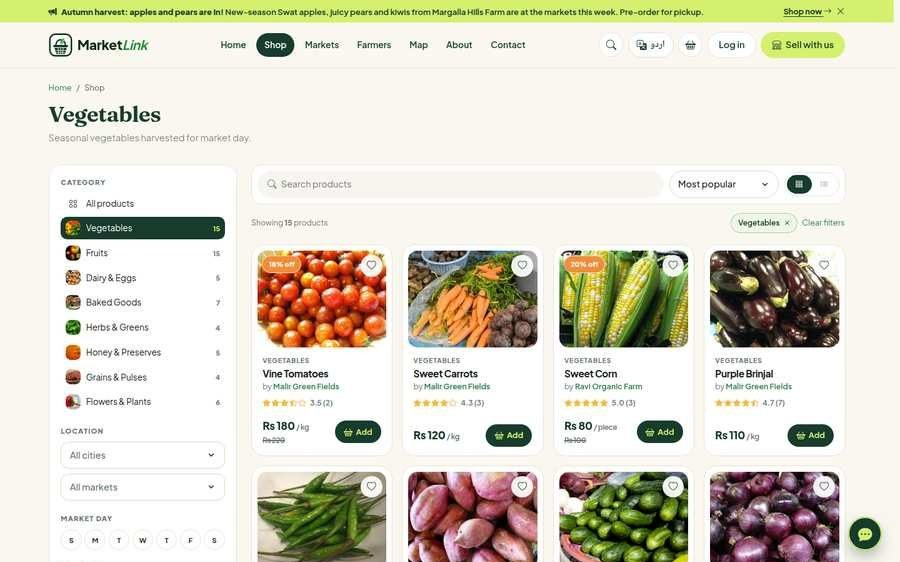 Autumn harvest: apples and pears are in! New-season Swat apples, juicy pears and kiwis from Margalla Hills Farm are at the markets this week. Pre-order for pickup.
Shop now →
MarketLink
Home
Shop
Markets
Farmers
Map
About
Contact
اردو
Log in
Sell with us
Home / Shop
Vegetables
Seasonal vegetables harvested for market day.
CATEGORY
All products
Vegetables 15
Fruits 15
Dairy & Eggs 5
Baked Goods 7
Herbs & Greens 4
Honey & Preserves 5
Grains & Pulses 4
Flowers & Plants 6
LOCATION
All cities
All markets
MARKET DAY
S M T W T F S
Search products
Most popular
Showing 15 products
Vegetables ×
Clear filters
18% off
VEGETABLES
Vine Tomatoes
by Malir Green Fields
3.5 (2)
Rs 180 / kg
Rs 220
Add
VEGETABLES
Sweet Carrots
by Malir Green Fields
4.3 (3)
Rs 120 / kg
Add
20% off
VEGETABLES
Sweet Corn
by Ravi Organic Farm
5.0 (3)
Rs 80 / piece
Rs 100
Add
VEGETABLES
Purple Brinjal
by Malir Green Fields
4.7 (7)
Rs 110 / kg
Add